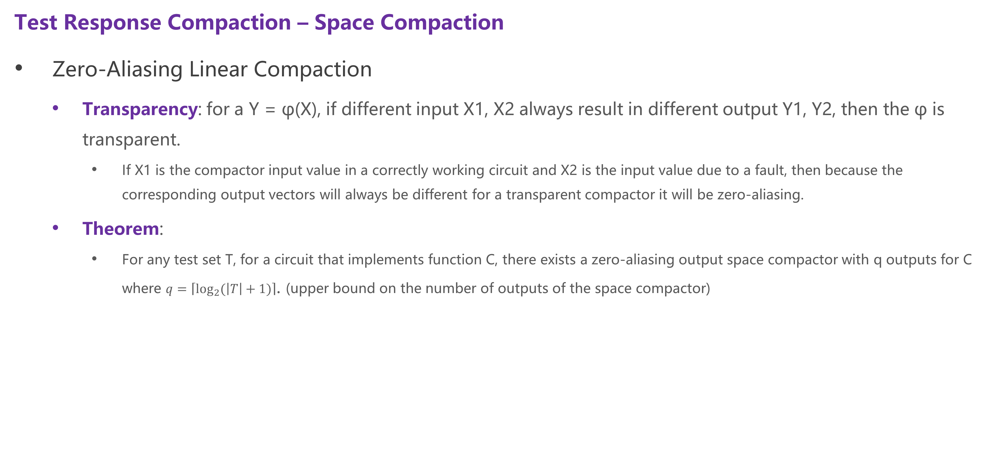 Test Response Compaction – Space Compaction
• Zero-Aliasing Linear Compaction
• Transparency: for a Y = φ(X), if different input X1, X2 always result in different output Y1, Y2, then the φ is
transparent.
• If X1 is the compactor input value in a correctly working circuit and X2 is the input value due to a fault, then because the
corresponding output vectors will always be different for a transparent compactor it will be zero-aliasing.
• Theorem:
• For any test set T, for a circuit that implements function C, there exists a zero-aliasing output space compactor with q outputs for C
where q = ⌈log₂(|T| + 1)⌉. (upper bound on the number of outputs of the space compactor)